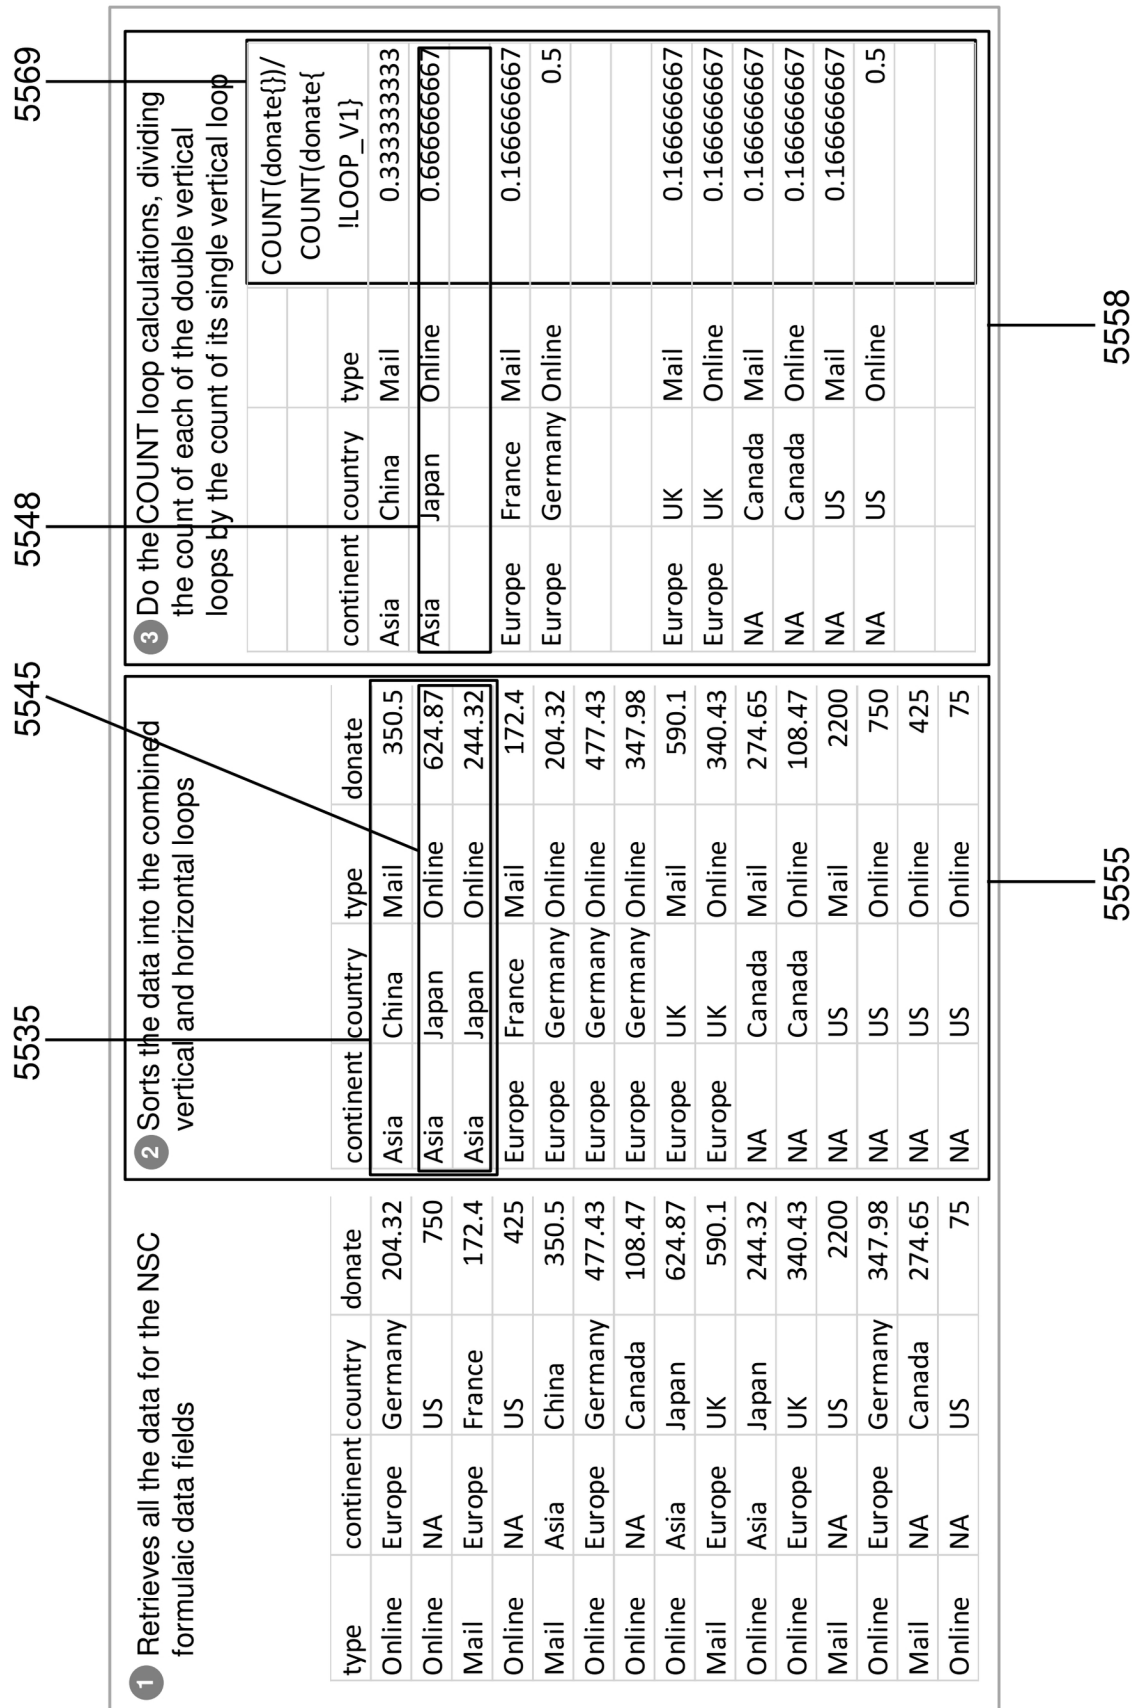 5535
5545
5548
5569
1 Retrieves all the data for the NSC
formulaic data fields
type continent country donate
Online Europe Germany 204.32
Online NA US 750
Mail Europe France 172.4
Online NA US 425
Mail Asia China 350.5
Online Europe Germany 477.43
Online NA Canada 108.47
Online Asia Japan 624.87
Mail Europe UK 590.1
Online Asia Japan 244.32
Online Europe UK 340.43
Mail NA US 2200
Online Europe Germany 347.98
Mail NA Canada 274.65
Online NA US 75
2 Sorts the data into the combined
vertical and horizontal loops
continent country type donate
Asia China Mail 350.5
Asia Japan Online 624.87
Asia Japan Online 244.32
Europe France Mail 172.4
Europe Germany Online 204.32
Europe Germany Online 477.43
Europe Germany Online 347.98
Europe UK Mail 590.1
Europe UK Online 340.43
NA Canada Mail 274.65
NA Canada Online 108.47
NA US Mail 2200
NA US Online 750
NA US Online 425
NA US Online 75
3 Do the COUNT loop calculations, dividing
the count of each of the double vertical
loops by the count of its single vertical loop
COUNT(donate{})/
COUNT(donate{
continent country type !LOOP_V1}
Asia China Mail 0.333333333
Asia Japan Online 0.666666667
Europe France Mail 0.166666667
Europe Germany Online 0.5
Europe UK Mail 0.166666667
Europe UK Online 0.166666667
NA Canada Mail 0.166666667
NA Canada Online 0.166666667
NA US Mail 0.166666667
NA US Online 0.5
5555
5558